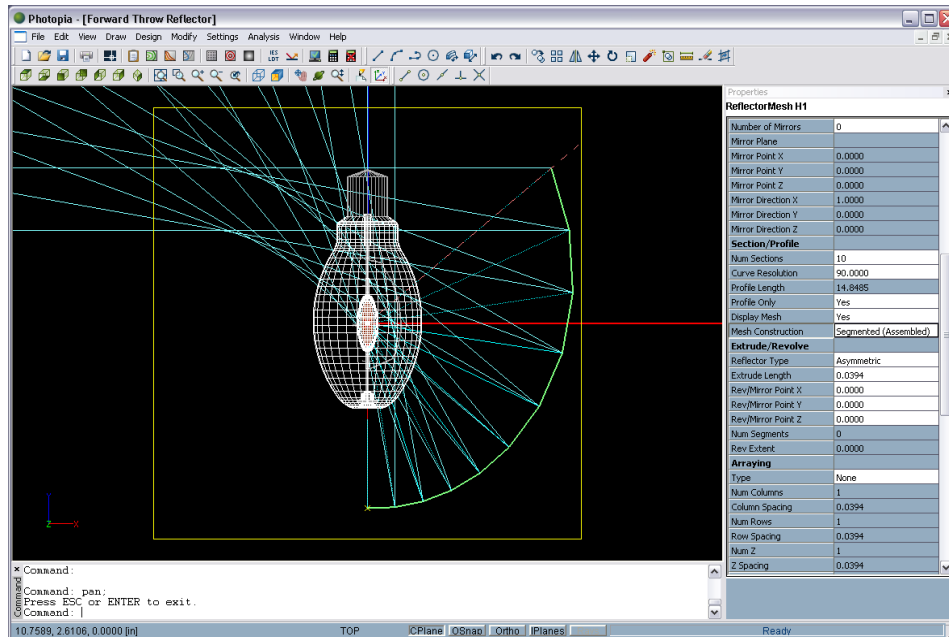 Photopia - [Forward Throw Reflector]
File Edit View Draw Design Modify Settings Analysis Window Help
IES
LDT
Properties
ReflectorMesh H1
Number of Mirrors 0
Mirror Plane
Mirror Point X 0.0000
Mirror Point Y 0.0000
Mirror Point Z 0.0000
Mirror Direction X 1.0000
Mirror Direction Y 0.0000
Mirror Direction Z 0.0000
Section/Profile
Num Sections 10
Curve Resolution 90.0000
Profile Length 14.8485
Profile Only Yes
Display Mesh Yes
Mesh Construction Segmented (Assembled)
Extrude/Revolve
Reflector Type Asymmetric
Extrude Length 0.0394
Rev/Mirror Point X 0.0000
Rev/Mirror Point Y 0.0000
Rev/Mirror Point Z 0.0000
Num Segments 0
Rev Extent 0.0000
Arraying
Type None
Num Columns 1
Column Spacing 0.0394
Num Rows 1
Row Spacing 0.0394
Num Z 1
Z Spacing 0.0394
Z X
Command
Command:
Command: pan;
Press ESC or ENTER to exit.
Command:
10.7589, 2.6106, 0.0000 [in] TOP CPlane OSnap Ortho IPlanes Ready